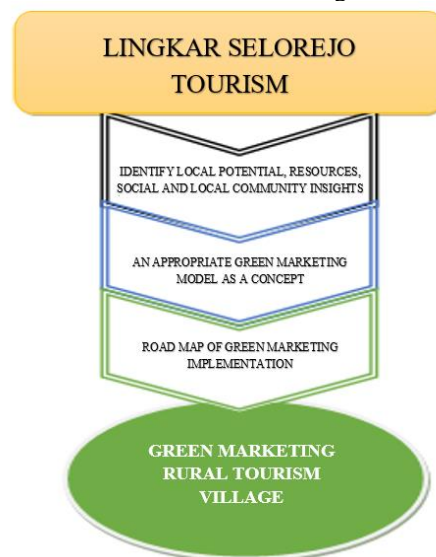 LINGKAR SELOREJO
TOURISM
IDENTIFY LOCAL POTENTIAL, RESOURCES,
SOCIAL AND LOCAL COMMUNITY INSIGHTS
AN APPROPRIATE GREEN MARKETING
MODEL AS A CONCEPT
ROAD MAP OF GREEN MARKETING
IMPLEMENTATION
GREEN MARKETING
RURAL TOURISM
VILLAGE